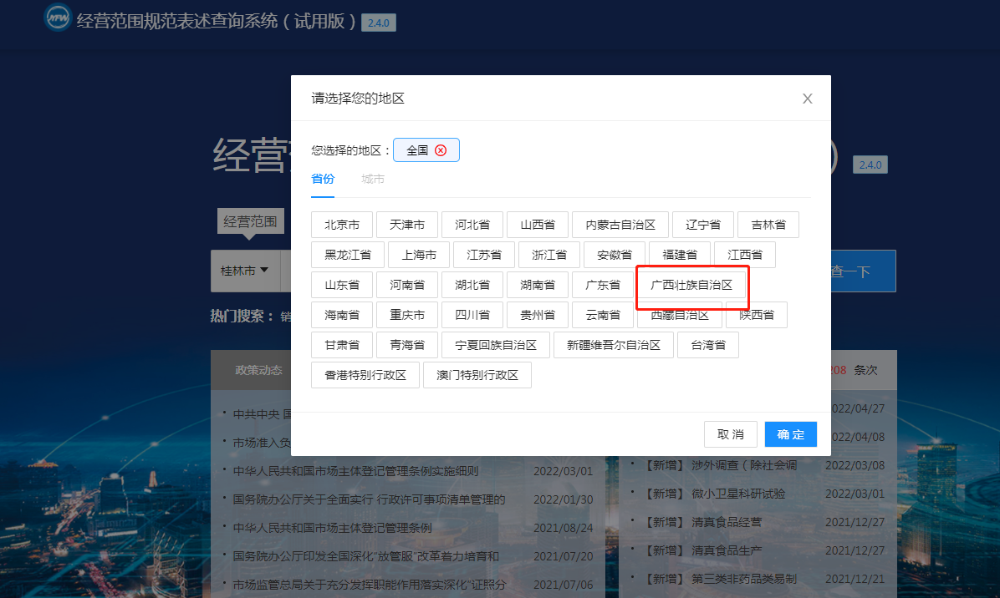 经营范围规范表述查询系统（试用版） 2.4.0
请选择您的地区 X
您选择的地区： 全国
经营 ） 2.4.0
省份 城市
经营范围
北京市 天津市 河北省 山西省 内蒙古自治区 辽宁省 吉林省
黑龙江省 上海市 江苏省 浙江省 安徽省 福建省 江西省
桂林市 查一下
山东省 河南省 湖北省 湖南省 广东省 广西壮族自治区
热门搜索： 销
海南省 重庆市 四川省 贵州省 云南省 西藏自治区 陕西省
甘肃省 青海省 宁夏回族自治区 新疆维吾尔自治区 台湾省
政策动态 208 条次
香港特别行政区 澳门特别行政区
· 中共中央 国 022/04/27
取 消 确 定
· 市场准入负 022/04/08
· 中华人民共和国市场主体登记管理条例实施细则 2022/03/01
· 【新增】 涉外调查（除社会调 2022/03/08
· 国务院办公厅关于全面实行 行政许可事项清单管理的 2022/01/30
· 【新增】 微小卫星科研试验 2022/03/01
· 中华人民共和国市场主体登记管理条例 2021/08/24
· 【新增】 清真食品经营 2021/12/27
· 国务院办公厅印发全国深化“放管服”改革着力培育和 2021/07/20
· 【新增】 清真食品生产 2021/12/27
· 市场监管总局关于充分发挥职能作用落实深化“证照分 2021/07/06
· 【新增】 第三类非药品类易制 2021/12/21